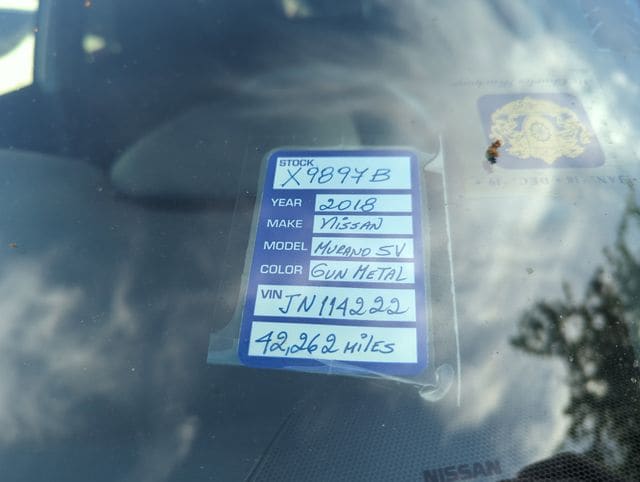 STOCK
X9897B
YEAR 2018
MAKE NISSAN
MODEL MURANO SV
COLOR GUN METAL
VIN JN114222
42,262 MILES
NISSAN